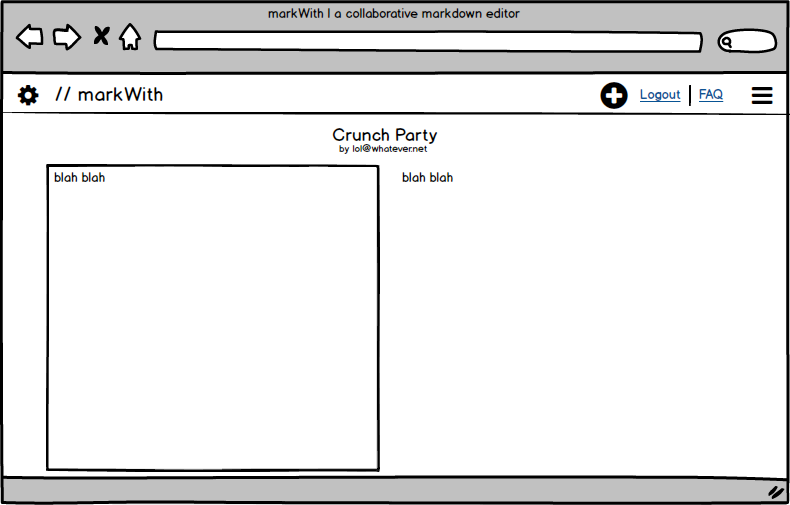 markWith | a collaborative markdown editor
// markWith
Logout | FAQ
Crunch Party
by lol@whatever.net
blah blah
blah blah